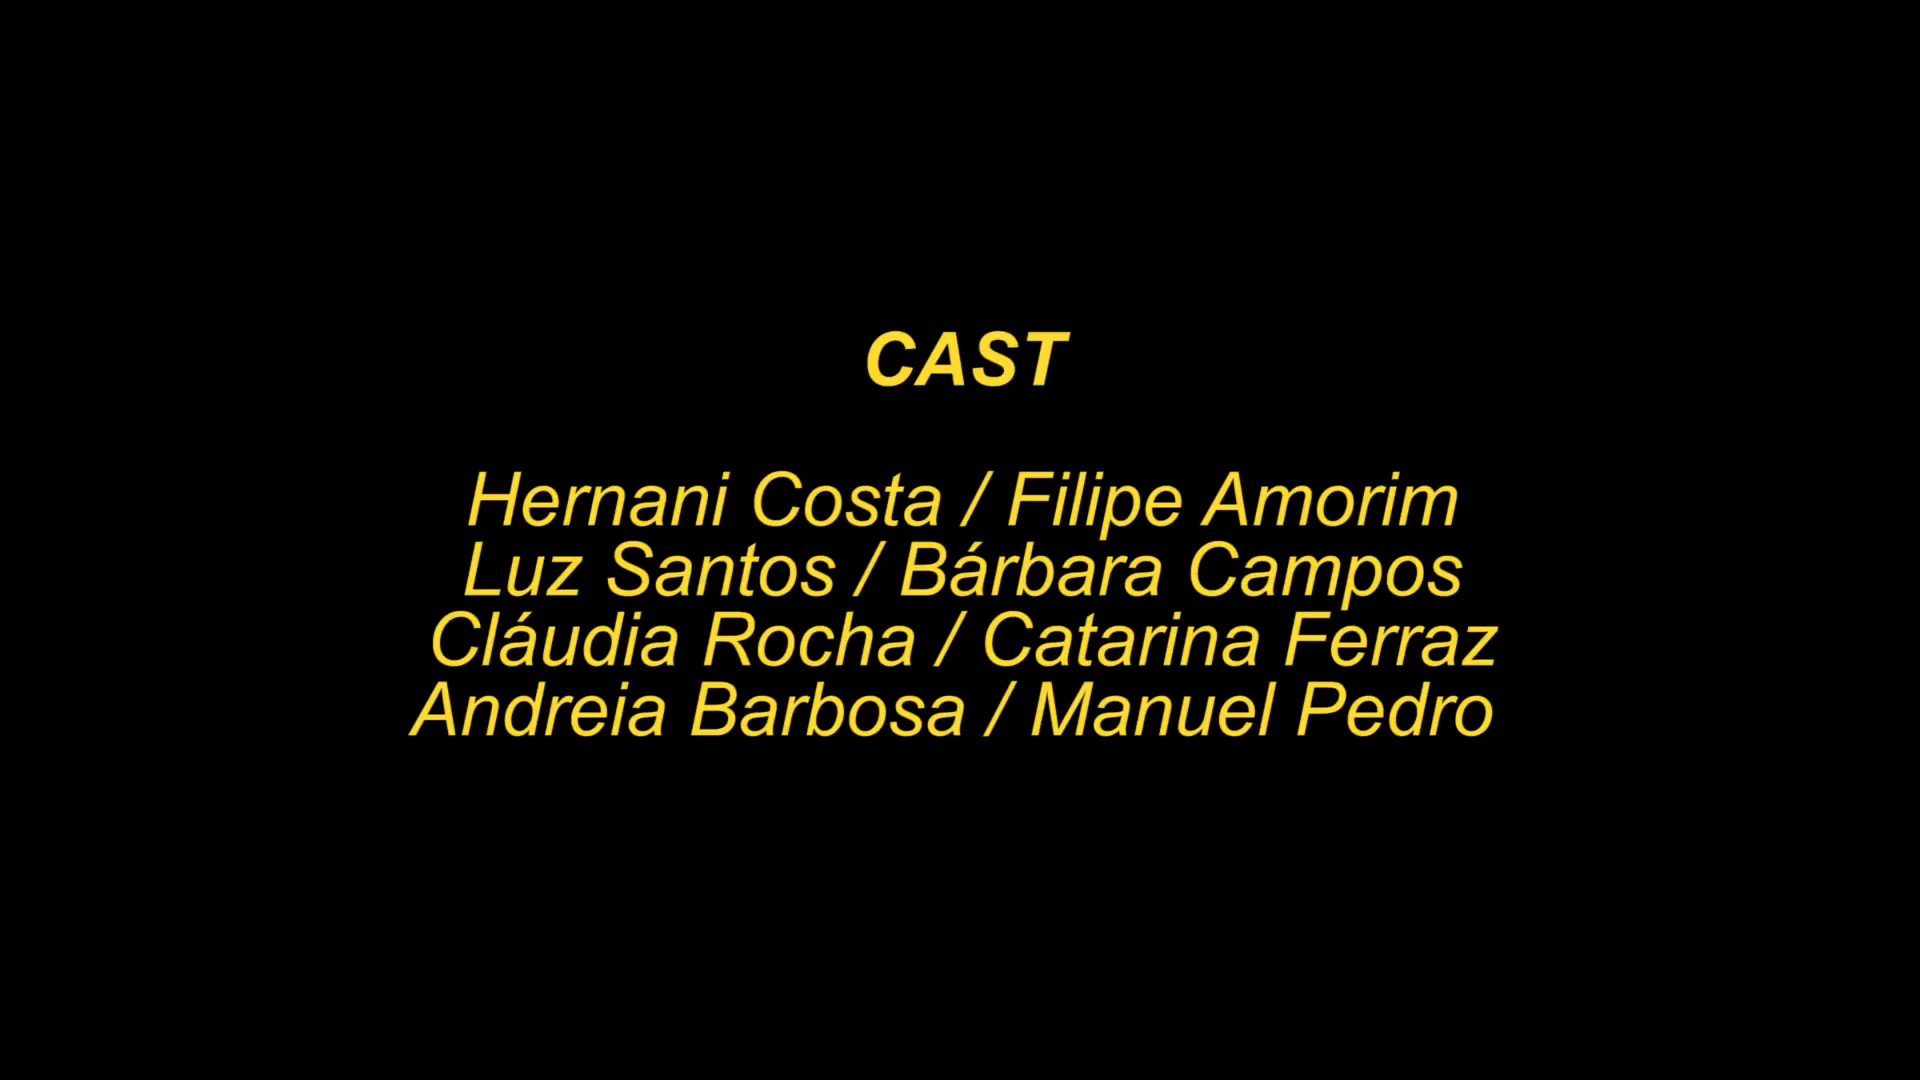 CAST
Hernani Costa / Filipe Amorim
Luz Santos / Bárbara Campos
Cláudia Rocha / Catarina Ferraz
Andreia Barbosa / Manuel Pedro